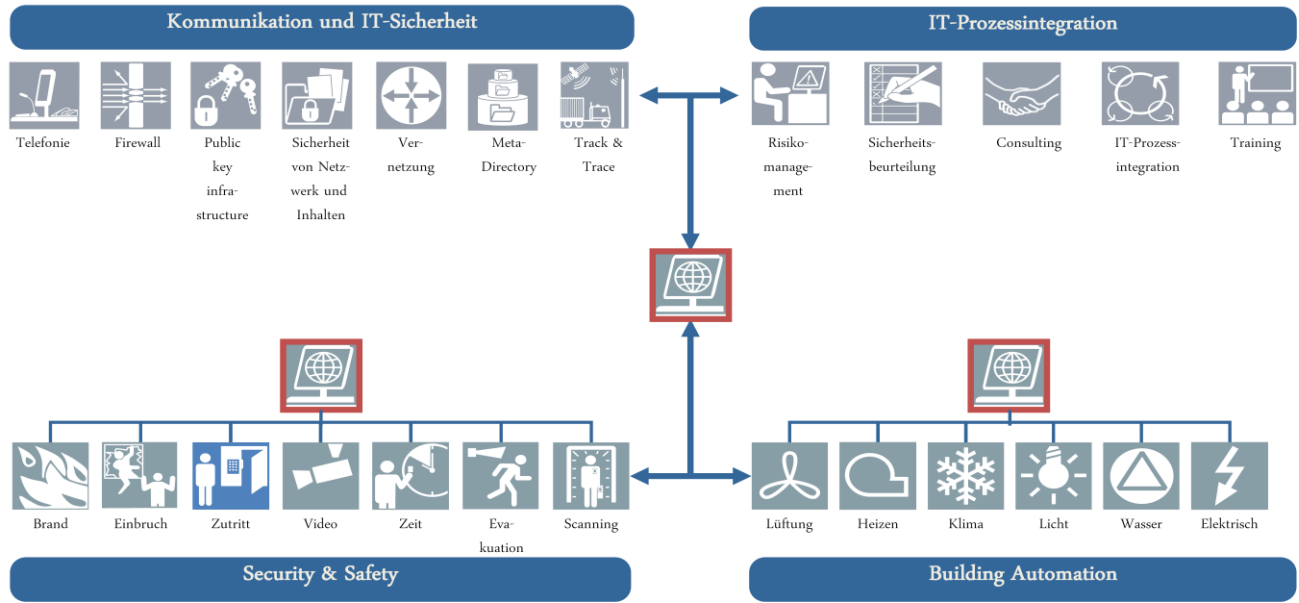 Kommunikation und IT-Sicherheit
IT-Prozessintegration
Telefonie
Firewall
Public
key
infra-
structure
Sicherheit
von Netz-
werk und
Inhalten
Ver-
netzung
Meta-
Directory
Track &
Trace
Risiko-
manage-
ment
Sicherheits-
beurteilung
Consulting
IT-Prozess-
integration
Training
Brand
Einbruch
Zutritt
Video
Zeit
Eva-
kuation
Scanning
Lüftung
Heizen
Klima
Licht
Wasser
Elektrisch
Security & Safety
Building Automation